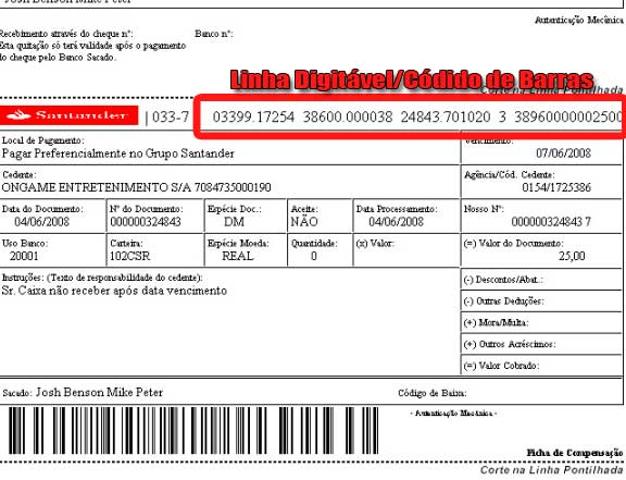 Josh Benson Mike Peter
Autenticação Mecânica
Recebimento através do cheque nº: Banco nº:
Esta quitação só terá validade após o pagamento
do cheque pelo Banco Sacado.
Linha Digitável/Códido de Barras
Corte na Linha Pontilhada
Santander | 033-7 03399.17254 38600.000038 24843.701020 3 38960000002500
Local de Pagamento: Vencimento:
Pagar Preferencialmente no Grupo Santander 07/06/2008
Cedente: Agência/Cód. Cedente:
ONGAME ENTRETENIMENTO S/A 7084735000190 0154/1725386
Data do Documento: Nº do Documento: Espécie Doc.: Aceite: Data Processamento: Nosso Nº:
04/06/2008 000000324843 DM NÃO 04/06/2008 000000324843 7
Uso Banco: Carteira: Espécie Moeda: Quantidade: (x) Valor: (=) Valor do Documento:
20001 102CSR REAL 0 25,00
Instruções: (Texto de responsabilidade do cedente): (-) Descontos/Abat.:
Sr. Caixa não receber após data vencimento
(-) Outras Deduções:
(+) Mora/Multa:
(+) Outros Acréscimos:
(=) Valor Cobrado:
Sacado: Josh Benson Mike Peter Código de Baixa:
- Autenticação Mecânica -
Ficha de Compensação
Corte na Linha Pontilhada